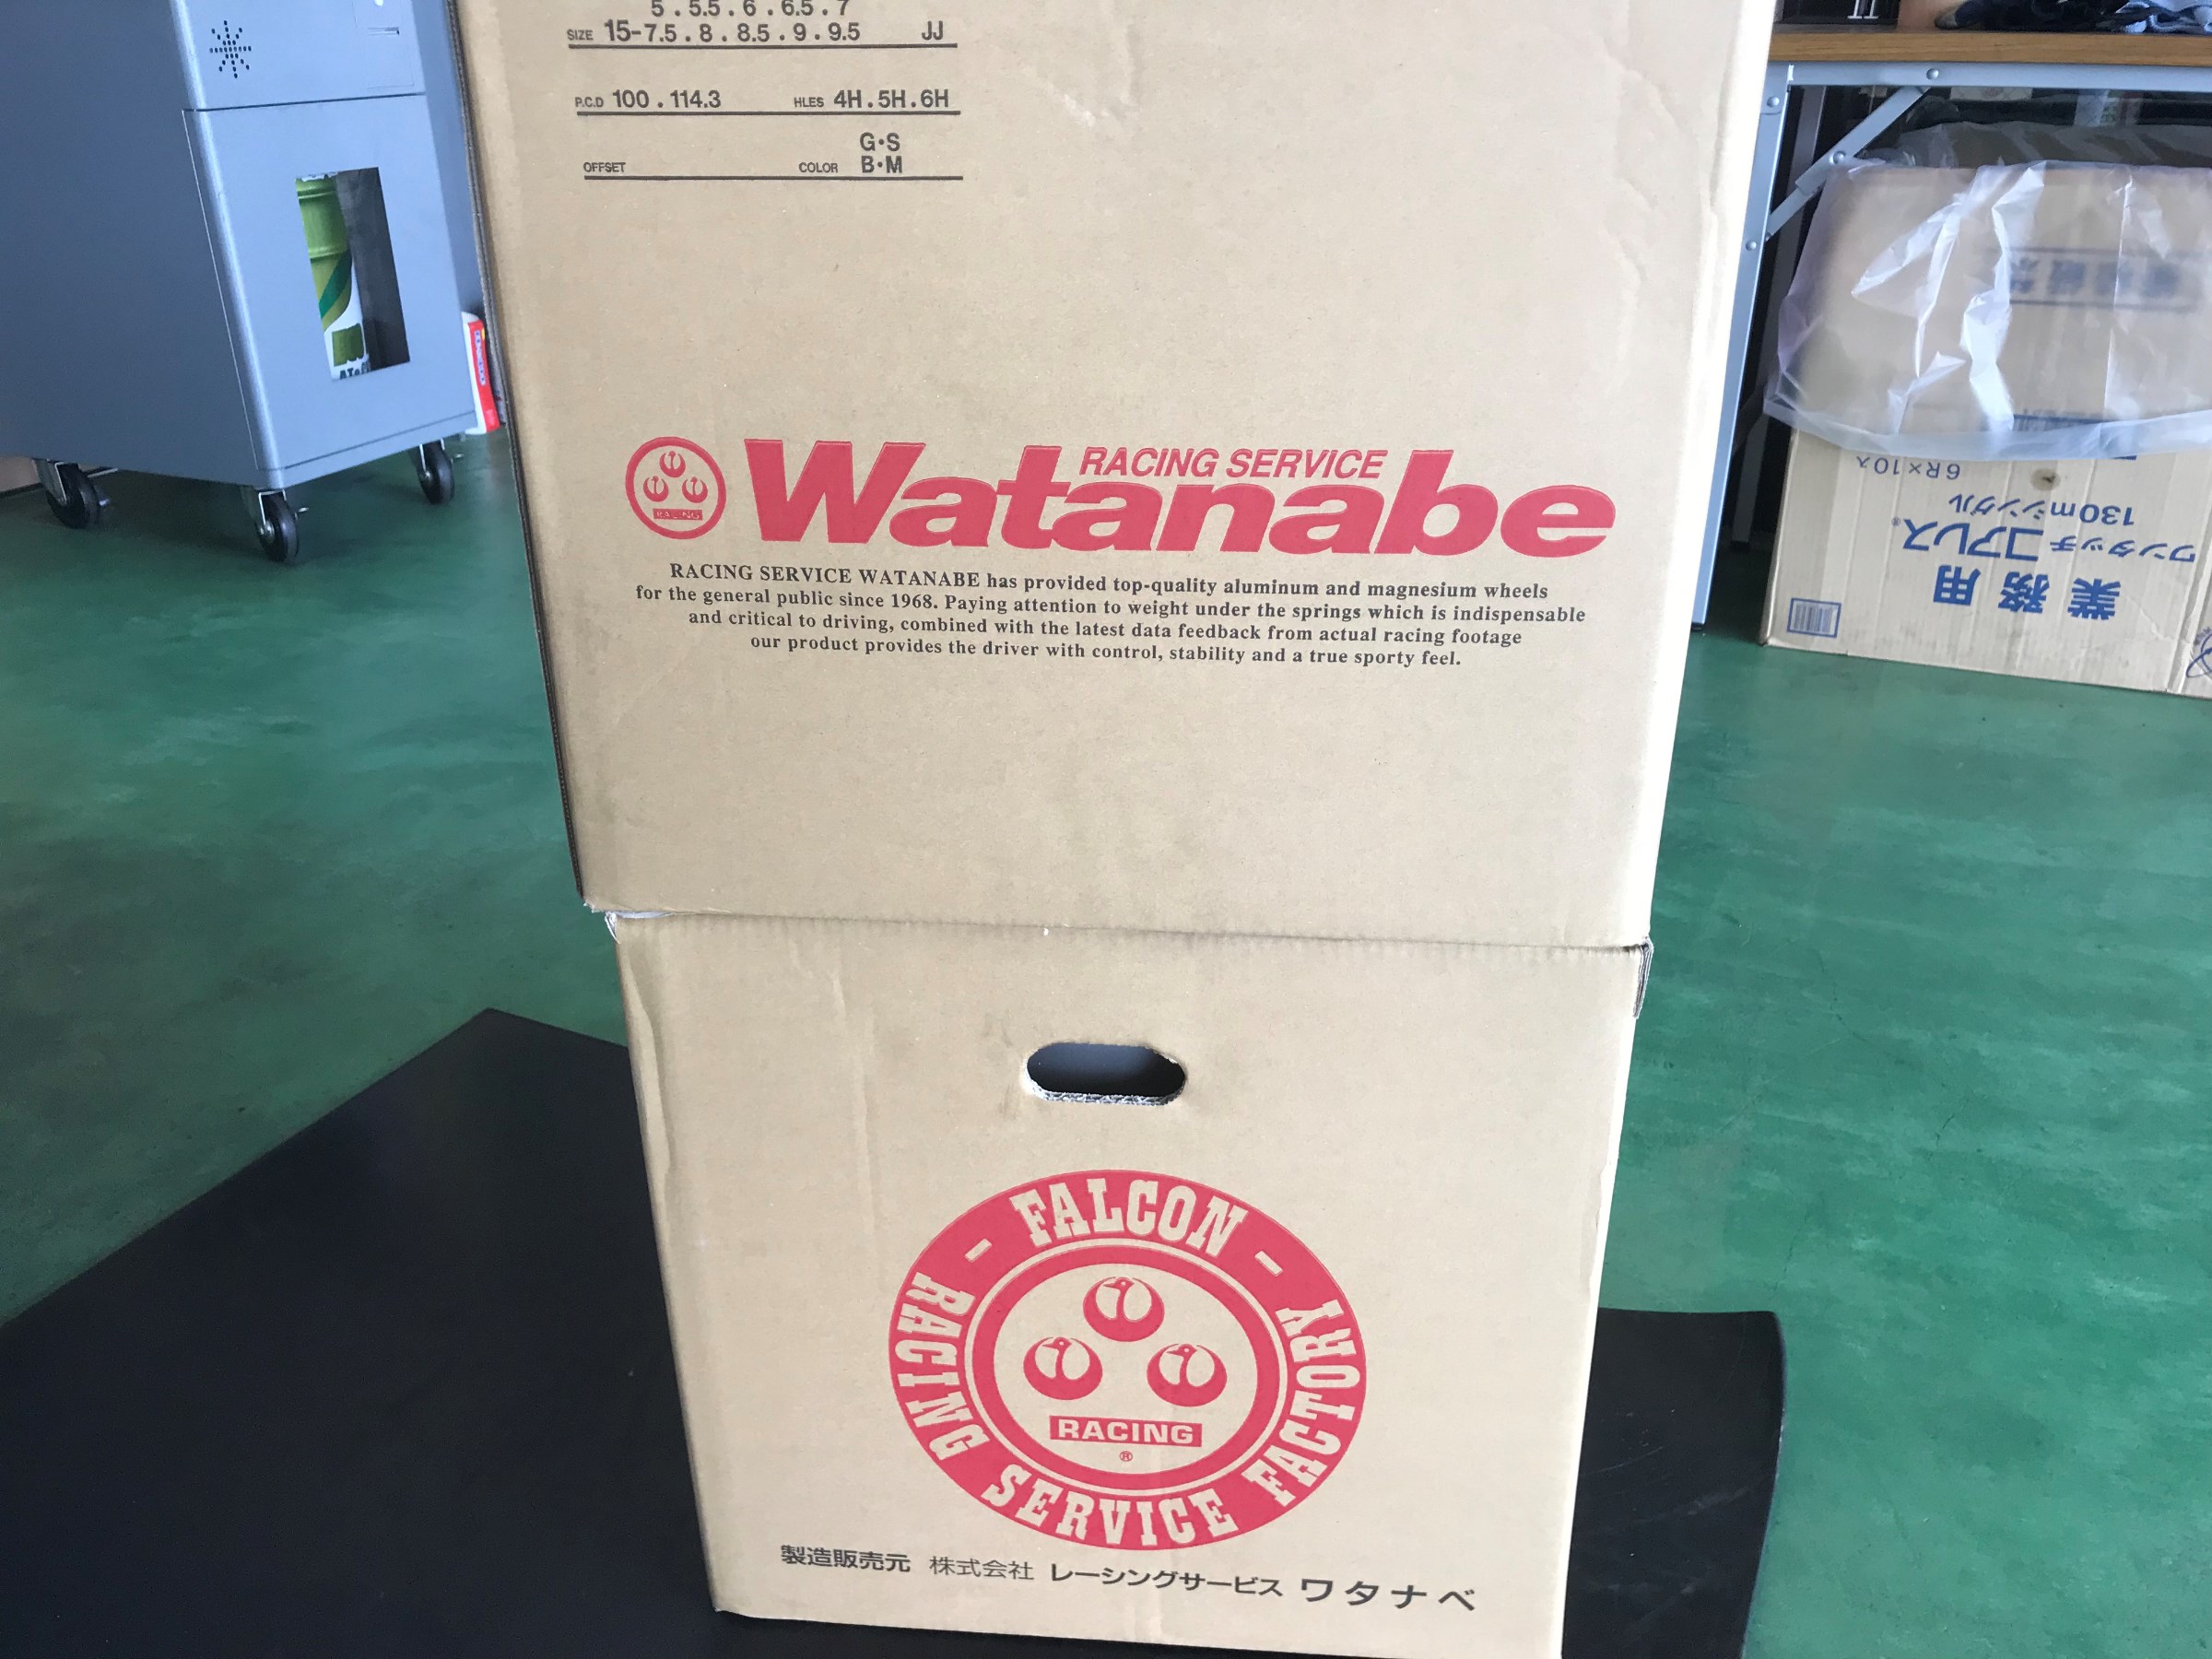 5 . 5.5 . 6 . 6.5 . 7
SIZE 15-7.5 . 8 . 8.5 . 9 . 9.5 JJ
P.C.D 100 . 114.3 HLES 4H . 5H . 6H
G・S
OFFSET COLOR B・M
RACING SERVICE
Watanabe
RACING
RACING SERVICE WATANABE has provided top-quality aluminum and magnesium wheels
for the general public since 1968. Paying attention to weight under the springs which is indispensable
and critical to driving, combined with the latest data feedback from actual racing footage
our product provides the driver with control, stability and a true sporty feel.
- FALCON -
RACING SERVICE FACTORY
RACING
®
製造販売元 株式会社 レーシングサービス ワタナベ
業務用
ワンタッチコアレス®
130mシングル
6R×10入